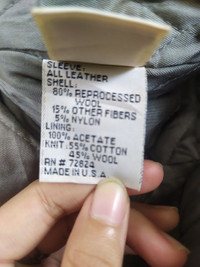 SLEEVE:
ALL LEATHER
SHELL:
80% REPROCESSED
WOOL
15% OTHER FIBERS
5% NYLON
LINING:
100% ACETATE
KNIT: 55% COTTON
45% WOOL
RN # 72824
MADE IN U.S.A